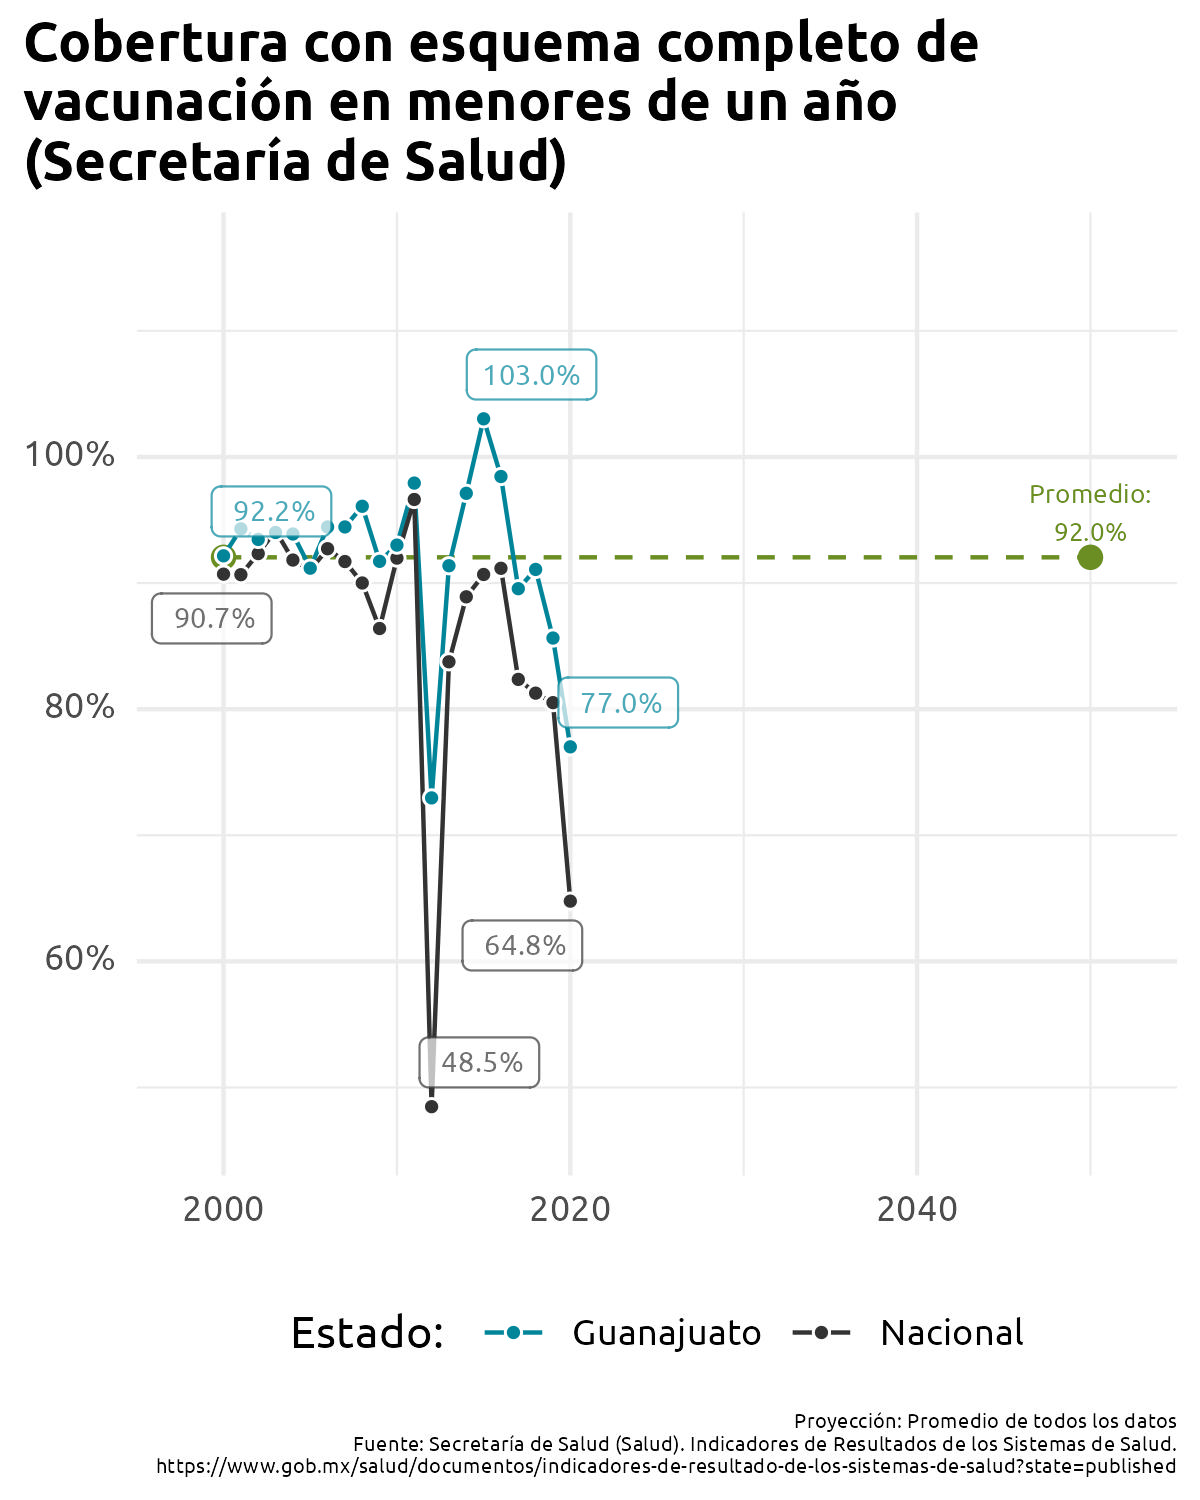 Cobertura con esquema completo de
vacunación en menores de un año
(Secretaría de Salud)
103.0%
100%
92.2%
Promedio:
92.0%
90.7%
80%
77.0%
64.8%
60%
48.5%
2000 2020 2040
Estado: Guanajuato Nacional
Proyección: Promedio de todos los datos
Fuente: Secretaría de Salud (Salud). Indicadores de Resultados de los Sistemas de Salud.
https://www.gob.mx/salud/documentos/indicadores-de-resultado-de-los-sistemas-de-salud?state=published